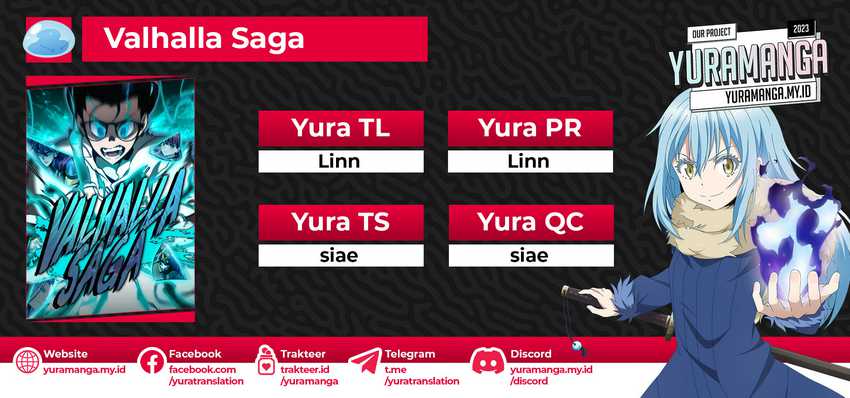 Valhalla Saga
OUR PROJECT
2023
YURAMANGA
YURAMANGA.MY.ID
VALHALLA
SAGA
Yura TL
Linn
Yura PR
Linn
Yura TS
siae
Yura QC
siae
Website
yuramanga.my.id
Facebook
facebook.com
/yuratranslation
Trakteer
trakteer.id
/yuramanga
Telegram
t.me
/yuratranslation
Discord
yuramanga.my.id
/discord